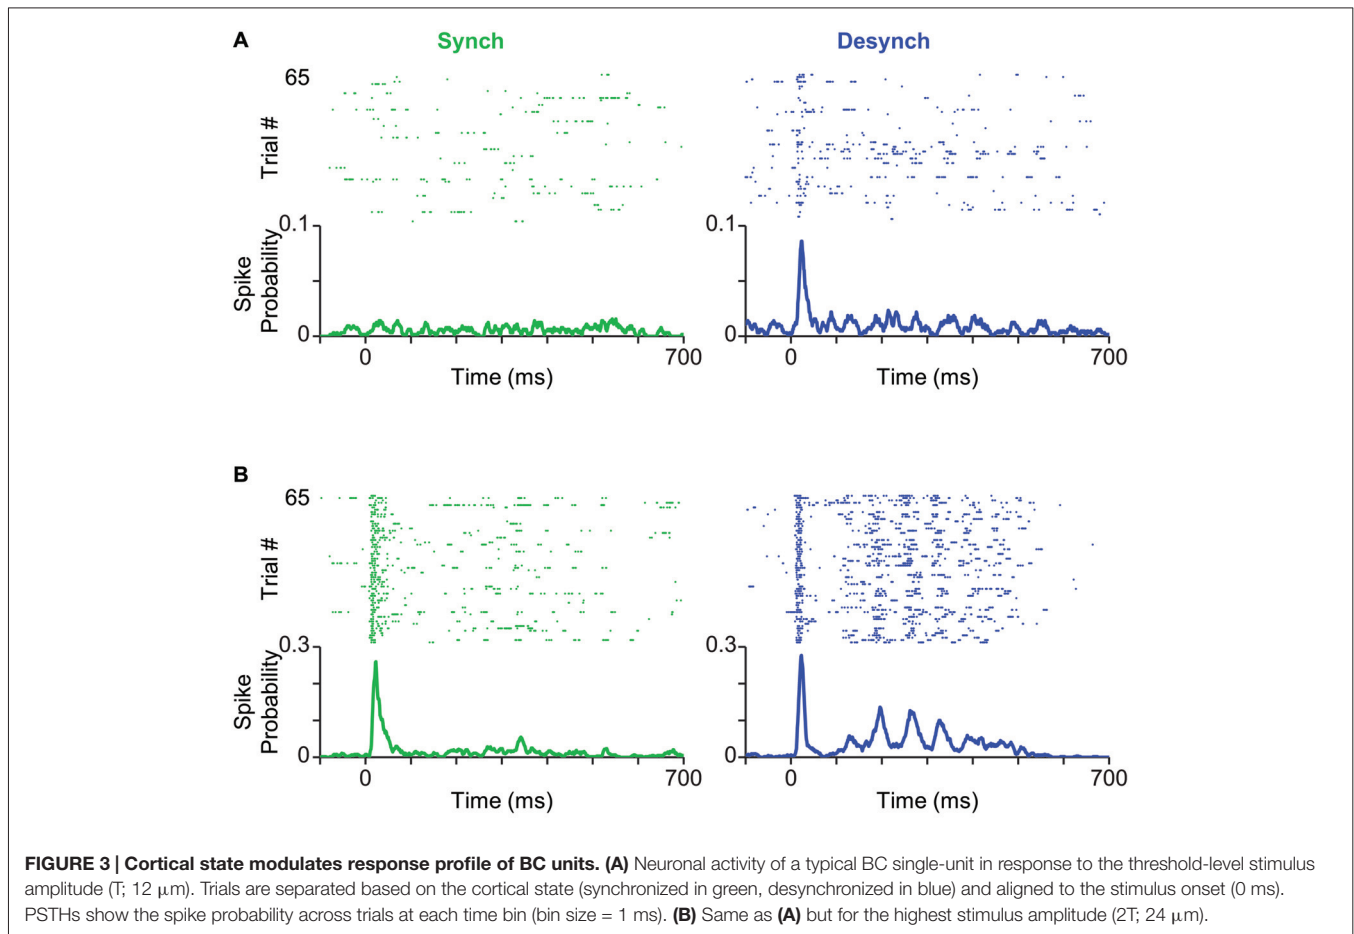 A
Synch
Desynch
65
Trial #
0.1
0.1
Spike
Probability
0
0
0
700
0
700
Time (ms)
Time (ms)
B
65
Trial #
0.3
0.3
Spike
Probability
0
0
0
700
0
700
Time (ms)
Time (ms)
FIGURE 3 | Cortical state modulates response profile of BC units. (A) Neuronal activity of a typical BC single-unit in response to the threshold-level stimulus
amplitude (T; 12 μm). Trials are separated based on the cortical state (synchronized in green, desynchronized in blue) and aligned to the stimulus onset (0 ms).
PSTHs show the spike probability across trials at each time bin (bin size = 1 ms). (B) Same as (A) but for the highest stimulus amplitude (2T; 24 μm).